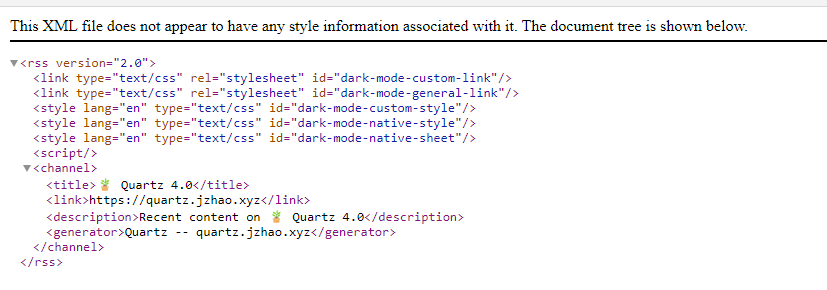 This XML file does not appear to have any style information associated with it. The document tree is shown below.
▼<rss version="2.0">
<link type="text/css" rel="stylesheet" id="dark-mode-custom-link"/>
<link type="text/css" rel="stylesheet" id="dark-mode-general-link"/>
<style lang="en" type="text/css" id="dark-mode-custom-style"/>
<style lang="en" type="text/css" id="dark-mode-native-style"/>
<style lang="en" type="text/css" id="dark-mode-native-sheet"/>
<script/>
▼<channel>
<title>🪴 Quartz 4.0</title>
<link>https://quartz.jzhao.xyz</link>
<description>Recent content on 🪴 Quartz 4.0</description>
<generator>Quartz -- quartz.jzhao.xyz</generator>
</channel>
</rss>